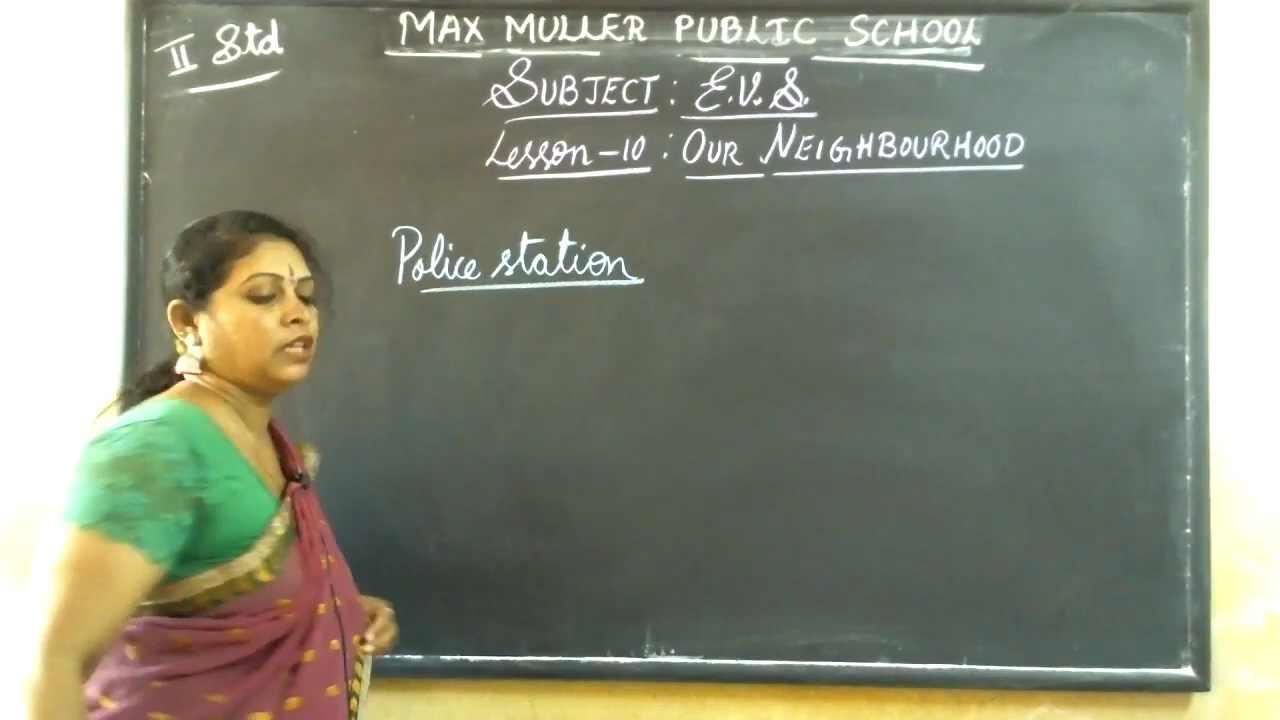 II Std
MAX MULLER PUBLIC SCHOOL
SUBJECT : E.V.S.
Lesson-10 : OUR NEIGHBOURHOOD
Police station